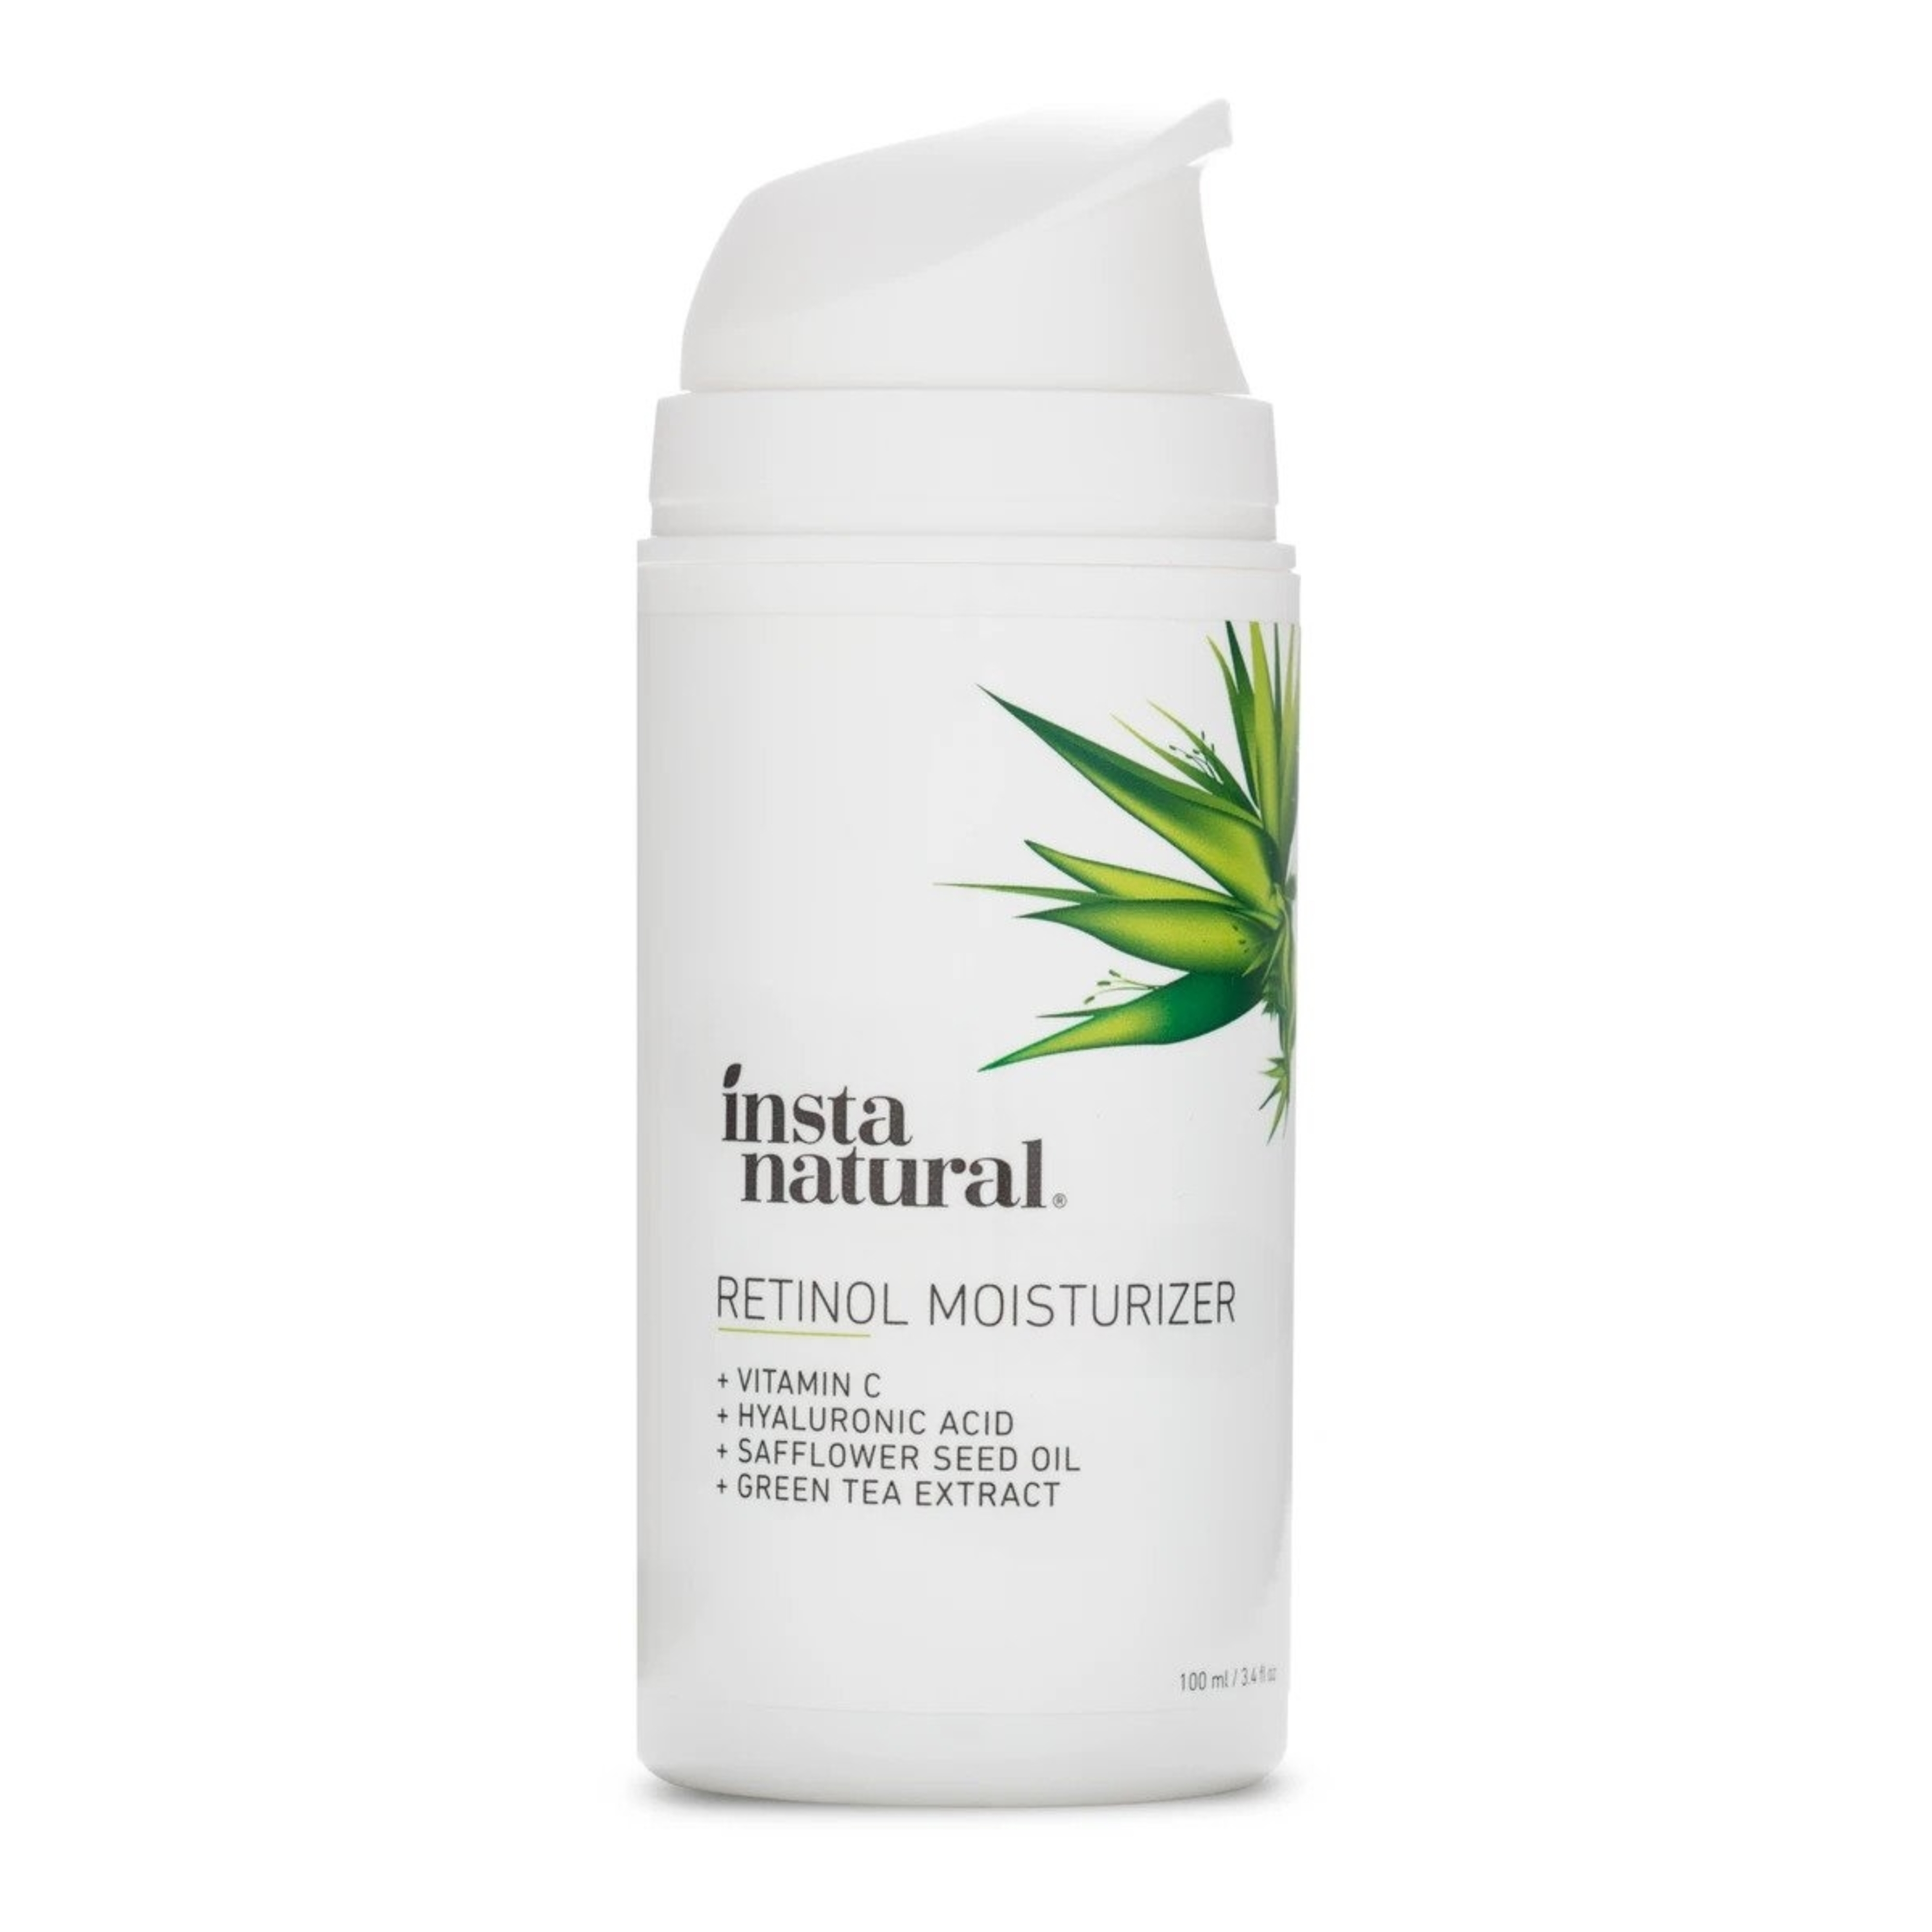 insta
natural®
RETINOL MOISTURIZER
+ VITAMIN C
+ HYALURONIC ACID
+ SAFFLOWER SEED OIL
+ GREEN TEA EXTRACT
100 ml / 3.4 fl oz